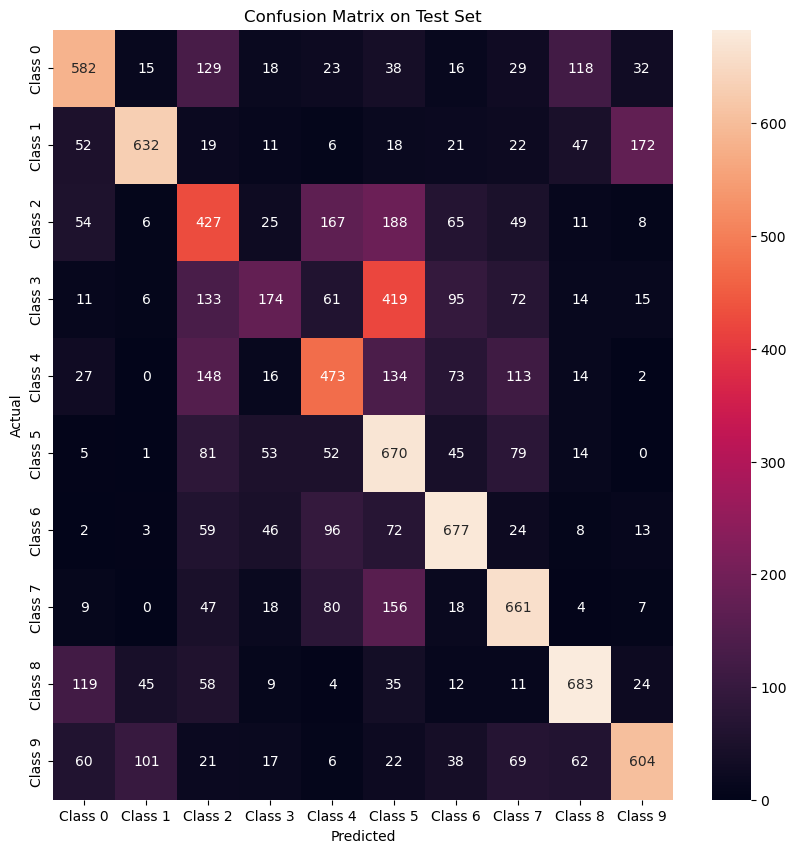 Confusion Matrix on Test Set
Class 0 582 15 129 18 23 38 16 29 118 32
Class 1 52 632 19 11 6 18 21 22 47 172
Class 2 54 6 427 25 167 188 65 49 11 8
Class 3 11 6 133 174 61 419 95 72 14 15
Class 4 27 0 148 16 473 134 73 113 14 2
Class 5 5 1 81 53 52 670 45 79 14 0
Class 6 2 3 59 46 96 72 677 24 8 13
Class 7 9 0 47 18 80 156 18 661 4 7
Class 8 119 45 58 9 4 35 12 11 683 24
Class 9 60 101 21 17 6 22 38 69 62 604
Class 0 Class 1 Class 2 Class 3 Class 4 Class 5 Class 6 Class 7 Class 8 Class 9
Predicted
Actual
600
500
400
300
200
100
0